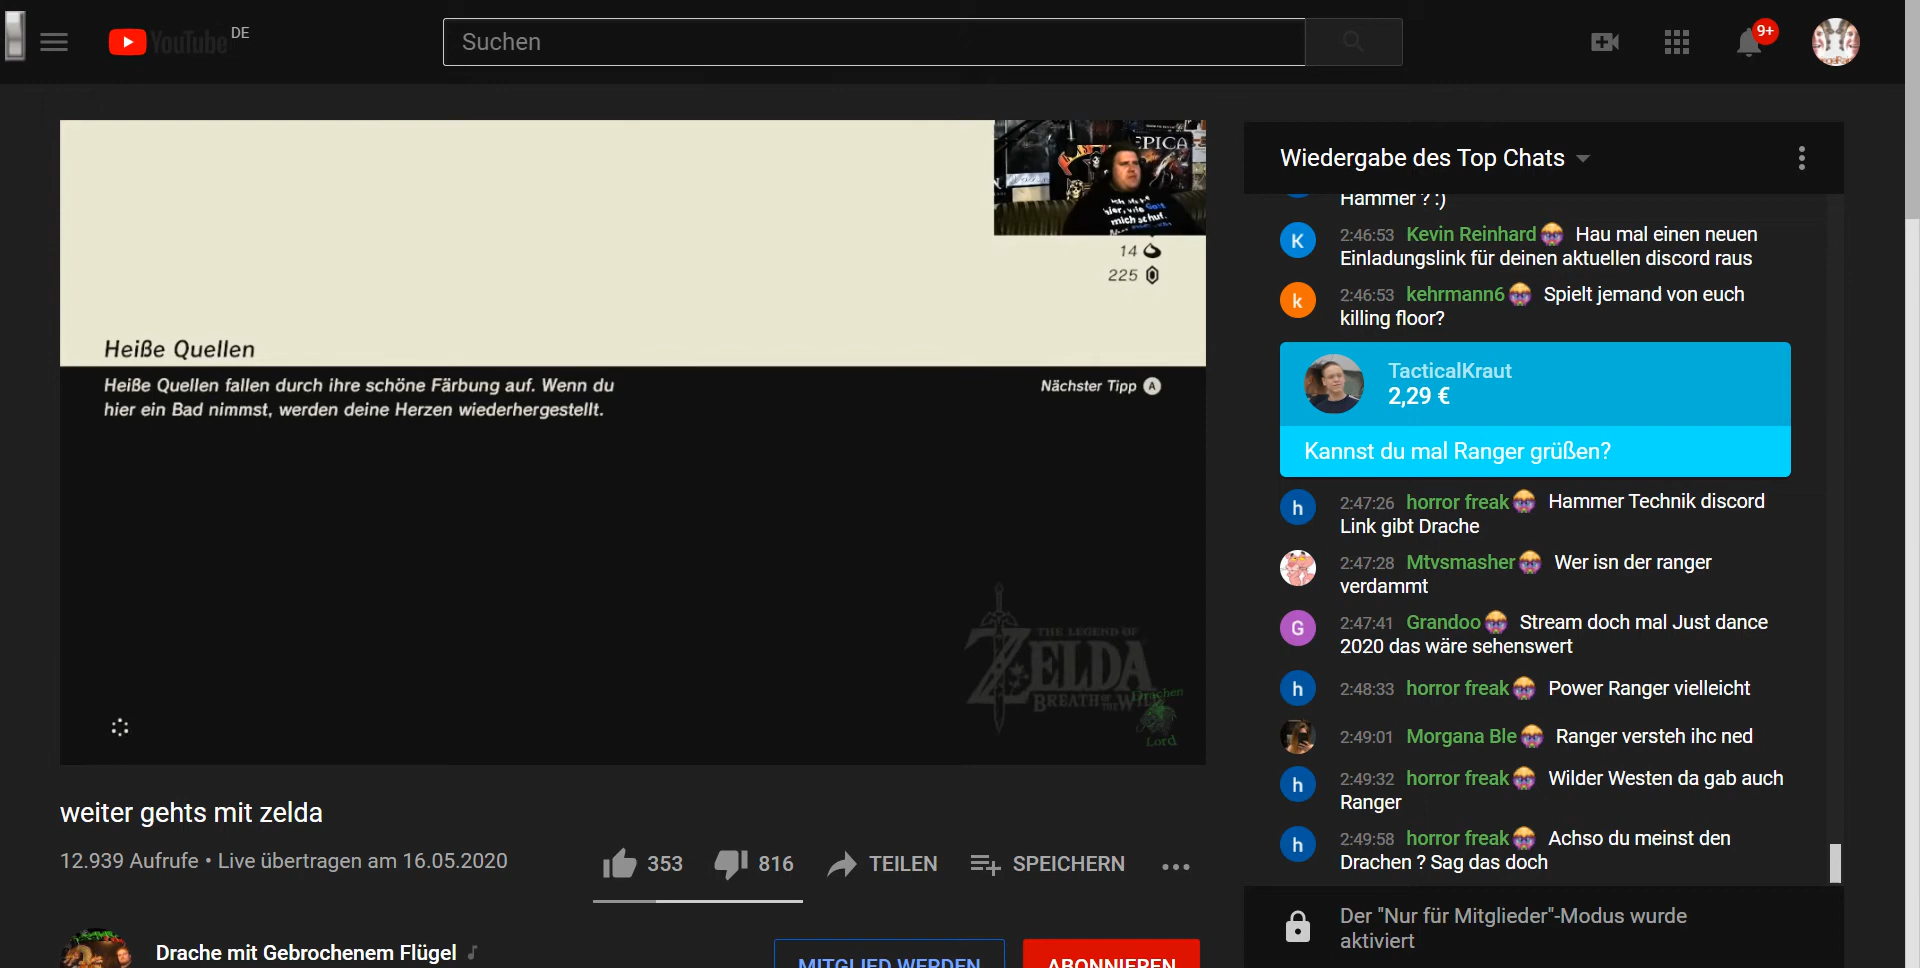 YouTube DE
Suchen
9+
EPICA
hier, wie Gott
mich schuf.
14
225
Heiße Quellen
Heiße Quellen fallen durch ihre schöne Färbung auf. Wenn du
hier ein Bad nimmst, werden deine Herzen wiederhergestellt.
Nächster Tipp A
THE LEGEND OF
ZELDA
BREATH OF THE WILD
Drachen
Lord
weiter gehts mit zelda
12.939 Aufrufe • Live übertragen am 16.05.2020
353
816
TEILEN
SPEICHERN
Drache mit Gebrochenem Flügel
MITGLIED WERDEN
ABONNIEREN
Wiedergabe des Top Chats
Hammer ? :)
K
2:46:53 Kevin Reinhard Hau mal einen neuen
Einladungslink für deinen aktuellen discord raus
k
2:46:53 kehrmann6 Spielt jemand von euch
killing floor?
TacticalKraut
2,29 €
Kannst du mal Ranger grüßen?
h
2:47:26 horror freak Hammer Technik discord
Link gibt Drache
2:47:28 Mtvsmasher Wer isn der ranger
verdammt
G
2:47:41 Grandoo Stream doch mal Just dance
2020 das wäre sehenswert
h
2:48:33 horror freak Power Ranger vielleicht
2:49:01 Morgana Ble Ranger versteh ihc ned
h
2:49:32 horror freak Wilder Westen da gab auch
Ranger
h
2:49:58 horror freak Achso du meinst den
Drachen ? Sag das doch
Der "Nur für Mitglieder"-Modus wurde
aktiviert